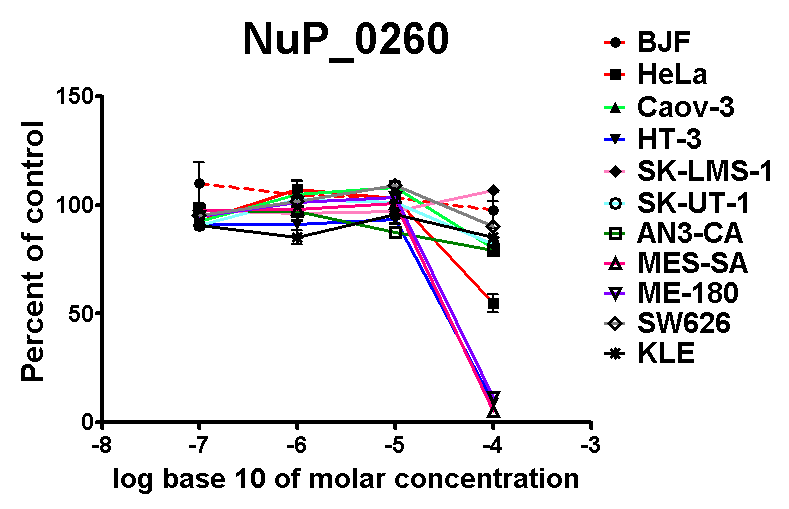 NuP_0260
BJF
HeLa
Caov-3
HT-3
SK-LMS-1
SK-UT-1
AN3-CA
MES-SA
ME-180
SW626
KLE
Percent of control
150
100
50
0
-8 -7 -6 -5 -4 -3
log base 10 of molar concentration